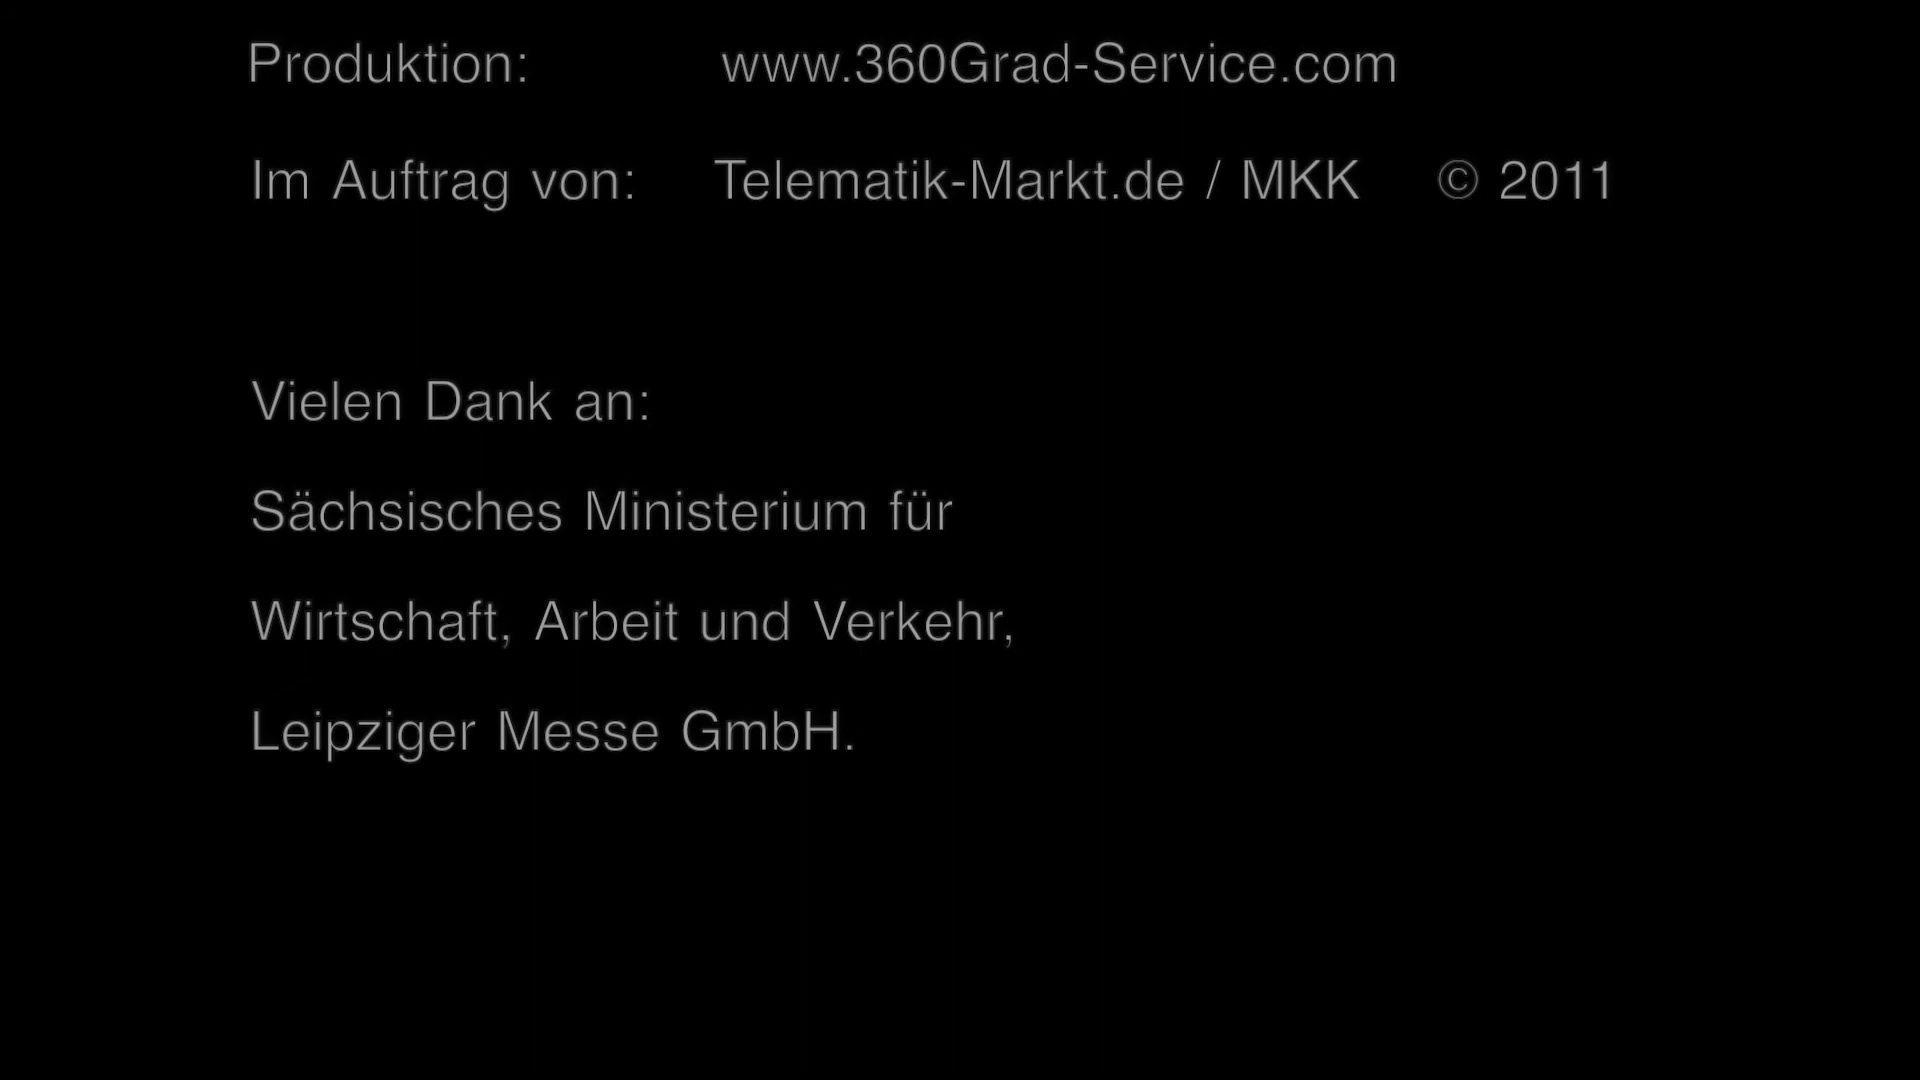 Produktion: www.360Grad-Service.com
Im Auftrag von: Telematik-Markt.de / MKK © 2011
Vielen Dank an:
Sächsisches Ministerium für
Wirtschaft, Arbeit und Verkehr,
Leipziger Messe GmbH.